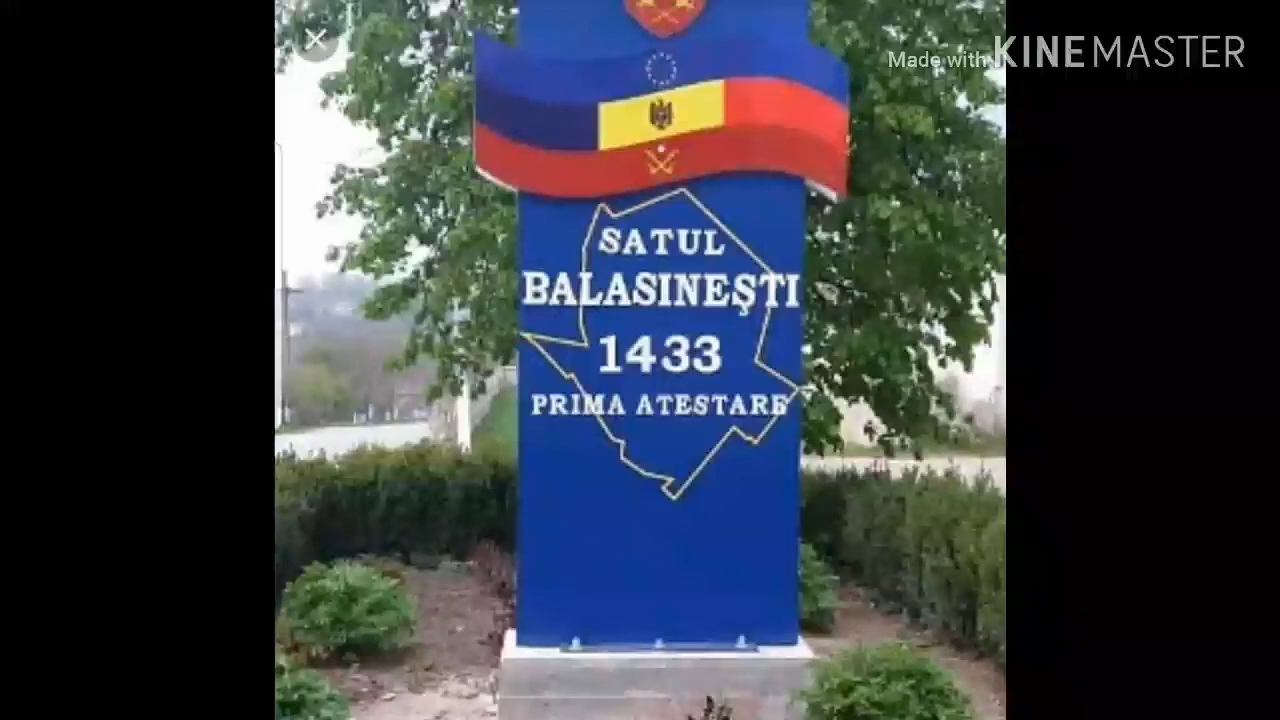 Made with KINEMASTER
SATUL
BALASINEŞTI
1433
PRIMA ATESTARE